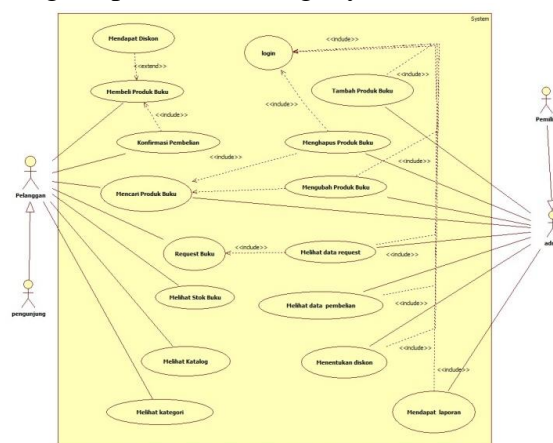 System
Mendapat Diskon
<<extend>>
Membeli Produk Buku
Konfirmasi Pembelian
<<include>>
Mencari Produk Buku
<<include>>
Request Buku
<<include>>
Melihat Stok Buku
Melihat Katalog
Melihat kategori
login
<<include>>
<<include>>
Tambah Produk Buku
<<include>>
Menghapus Produk Buku
<<include>>
Mengubah Produk Buku
Melihat data request
<<include>>
Melihat data pembelian
<<include>>
Menentukan diskon
<<include>>
<<include>>
Mendapat laporan
Pelanggan
pengunjung